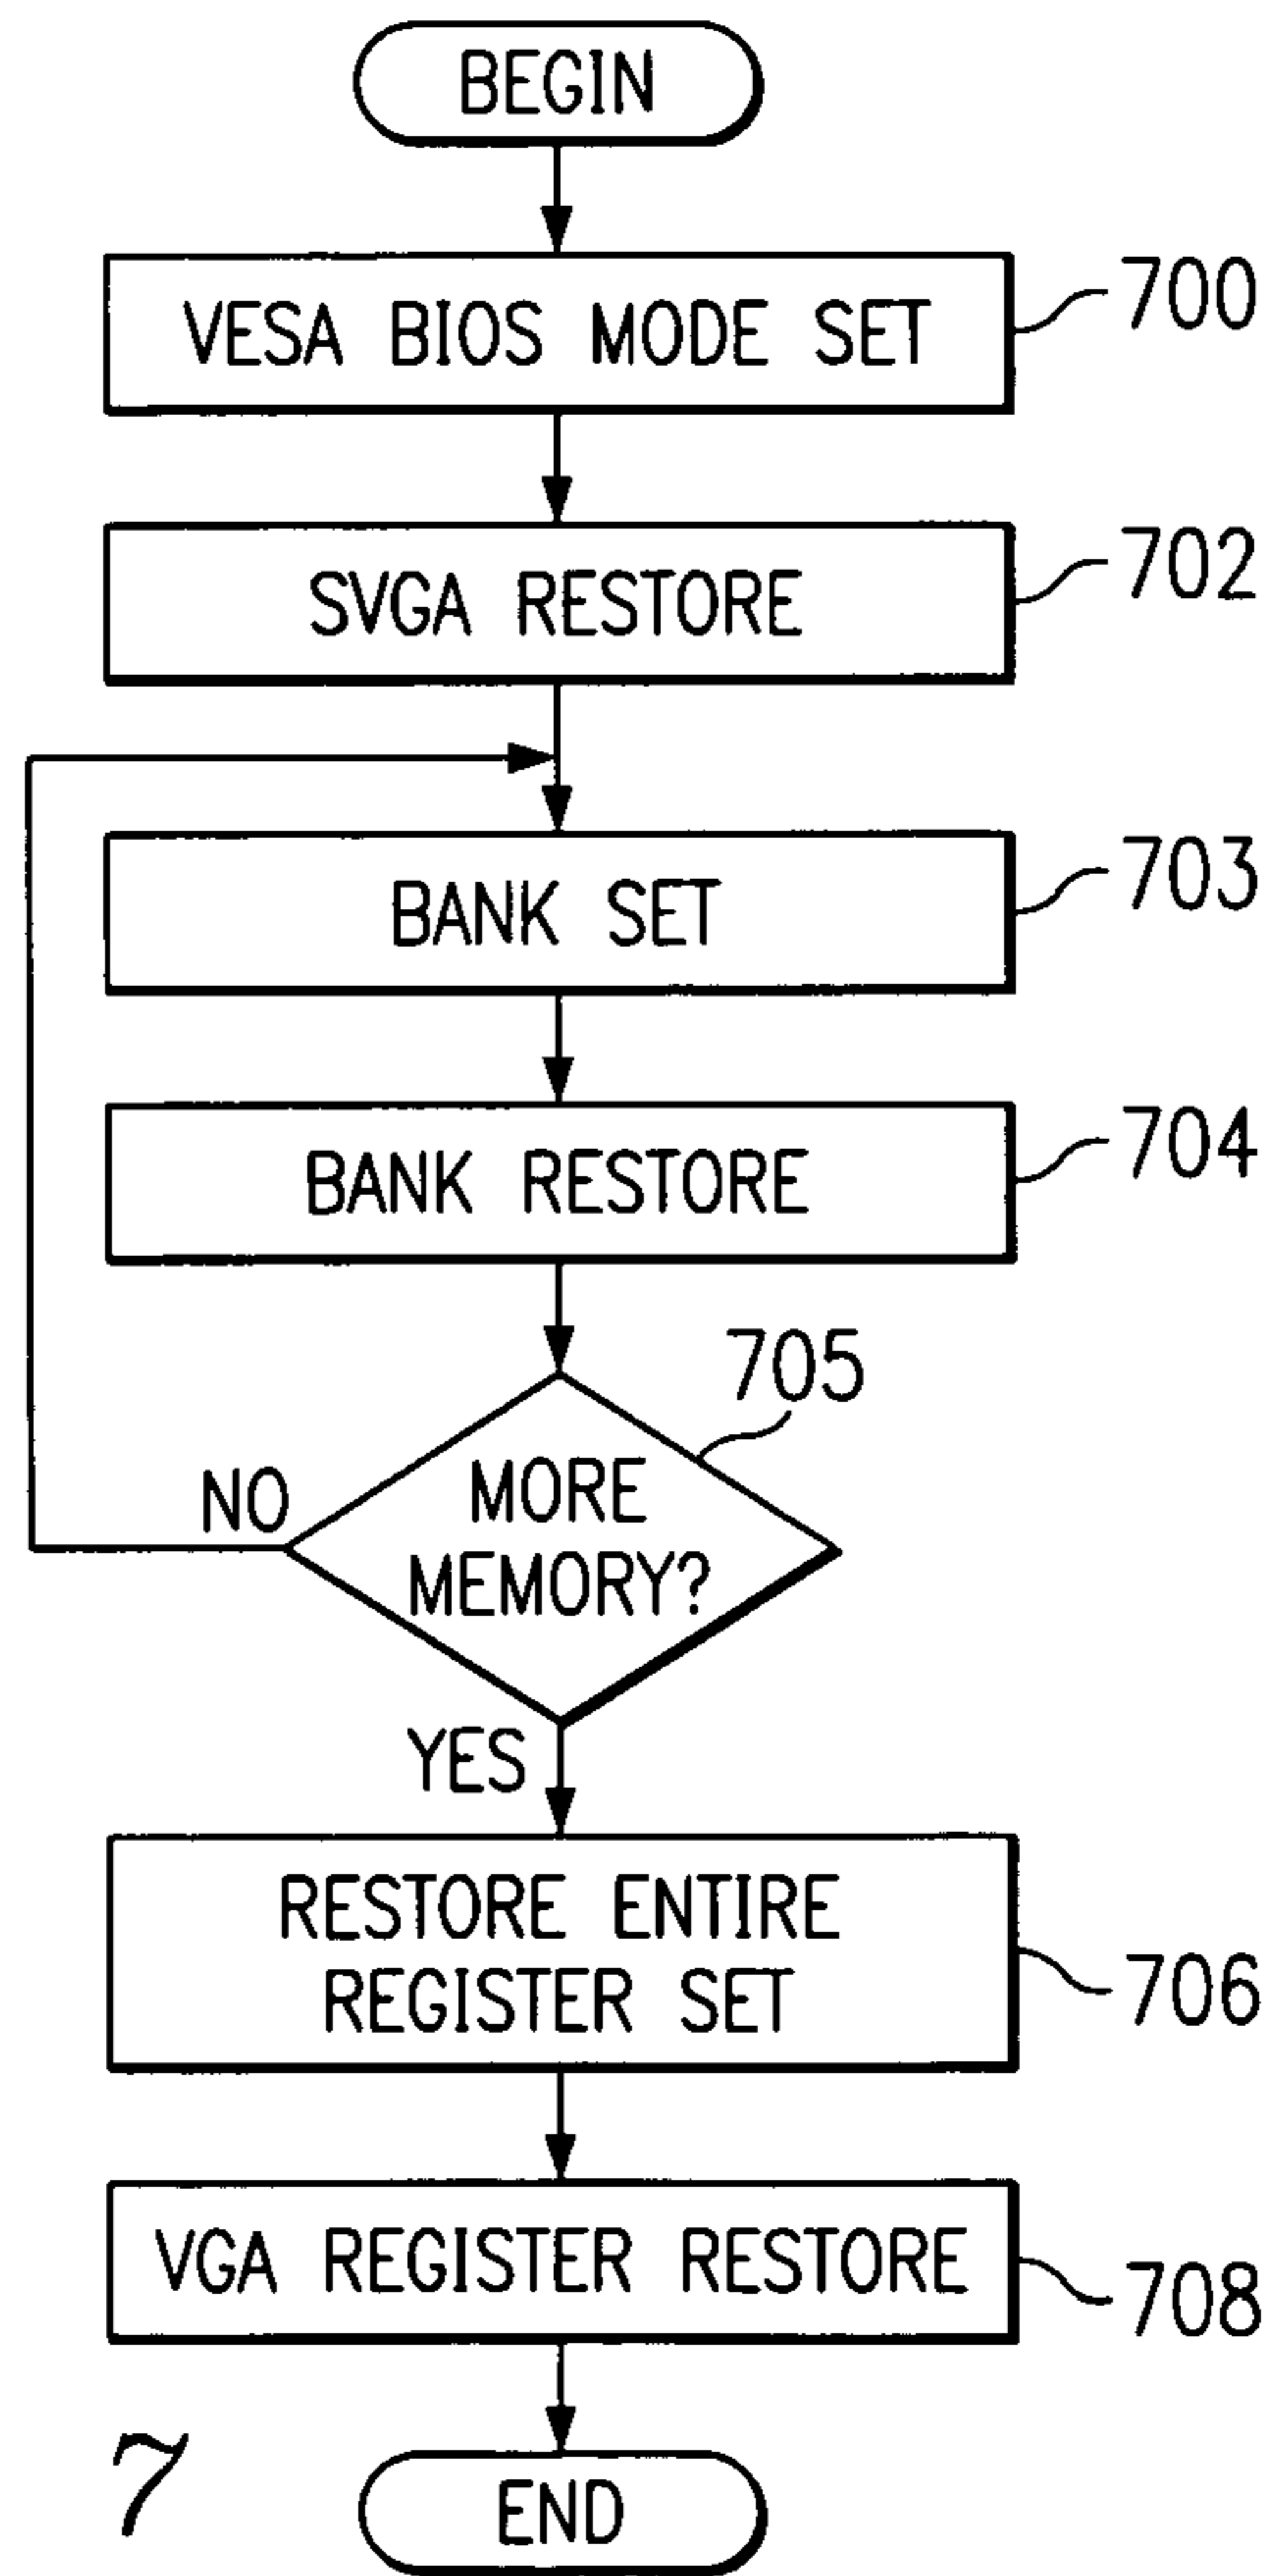 BEGIN
VESA BIOS MODE SET
700
SVGA RESTORE
702
BANK SET
703
BANK RESTORE
704
705
MORE
MEMORY?
NO
YES
RESTORE ENTIRE
REGISTER SET
706
VGA REGISTER RESTORE
708
END
7